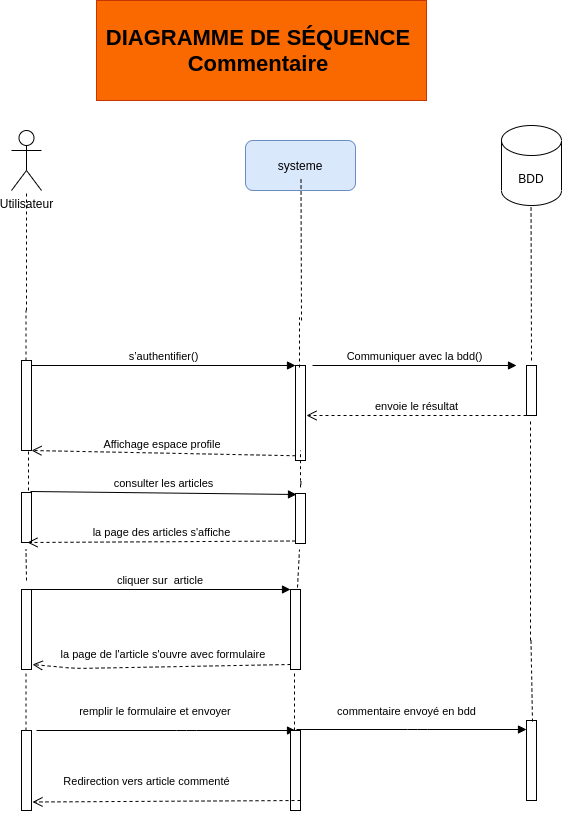 DIAGRAMME DE SÉQUENCE
Commentaire
systeme
BDD
Utilisateur
s'authentifier()
Communiquer avec la bdd()
envoie le résultat
Affichage espace profile
consulter les articles
la page des articles s'affiche
cliquer sur  article
la page de l'article s'ouvre avec formulaire
remplir le formulaire et envoyer
commentaire envoyé en bdd
Redirection vers article commenté